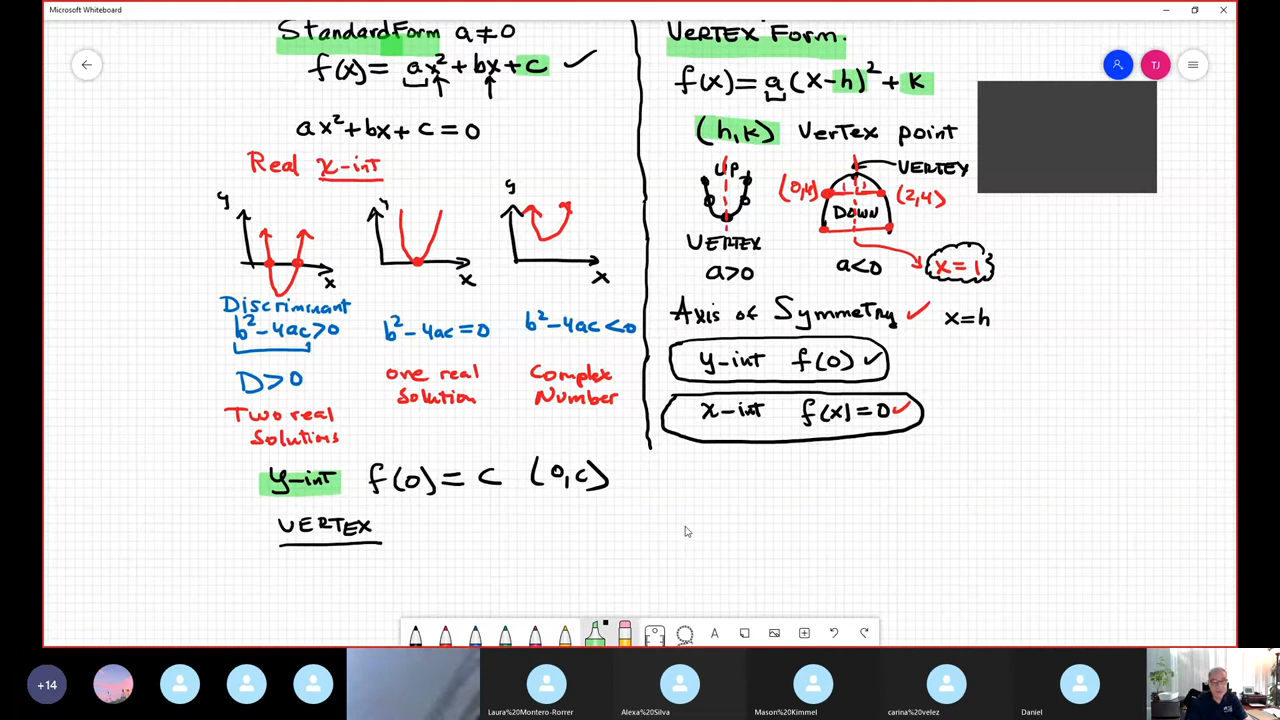 Microsoft Whiteboard
Standard Form a≠0
f(x) = ax²+bx+c ✓
ax²+bx+c=0
Real x-int
y
x
y
x
y
x
Discriminant
b²-4ac>0
b²-4ac=0
b²-4ac<0
D>0
one real
Solution
Complex
Number
Two real
Solutions
y-int f(0) = c (0,c)
VERTEX
VERTEX Form.
f(x)=a(x-h)²+k
(h,k) VerTex point
UP
VERTEX
(0,4)
(2,4)
DOWN
VERTEX
a>0
a<0
x=1
Axis of Symmetry ✓ x=h
y-int f(0) ✓
x-int f(x)=0 ✓
TJ
A
+14
Laura%20Montero-Rorrer
Alexa%20Silva
Mason%20Kimmel
carina%20velez
Daniel